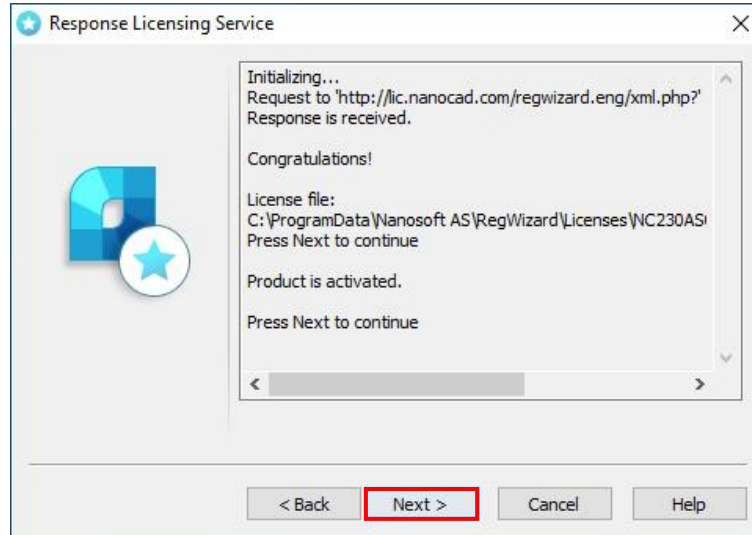 Response Licensing Service
Initializing...
Request to 'http://lic.nanocad.com/regwizard.eng/xml.php?'
Response is received.
Congratulations!
License file:
C:\ProgramData\Nanosoft AS\RegWizard\Licenses\NC230AS
Press Next to continue
Product is activated.
Press Next to continue
< Back
Next >
Cancel
Help